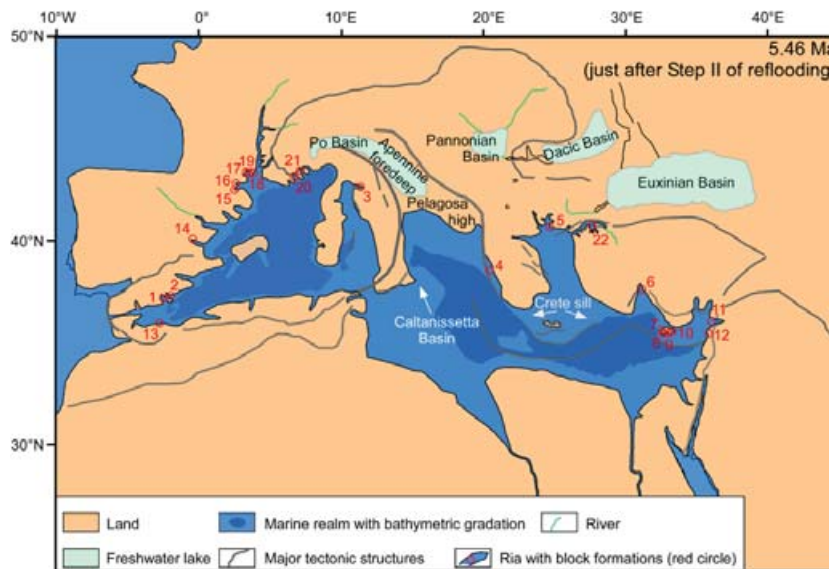 10°W 0° 10°E 20°E 30°E 40°E
50°N
5.46 Ma
(just after Step II of reflooding
Po Basin
Pannonian
Basin
Dacic Basin
Apennine
foredeep
Euxinian Basin
Pelagosa
high
40°N
Caltanissetta
Basin
Crete sill
30°N
1
2
3
4
5
6
7
8
9
10
11
12
13
14
15
16
17
18
19
20
21
22
Land
Marine realm with bathymetric gradation
River
Freshwater lake
Major tectonic structures
Ria with block formations (red circle)